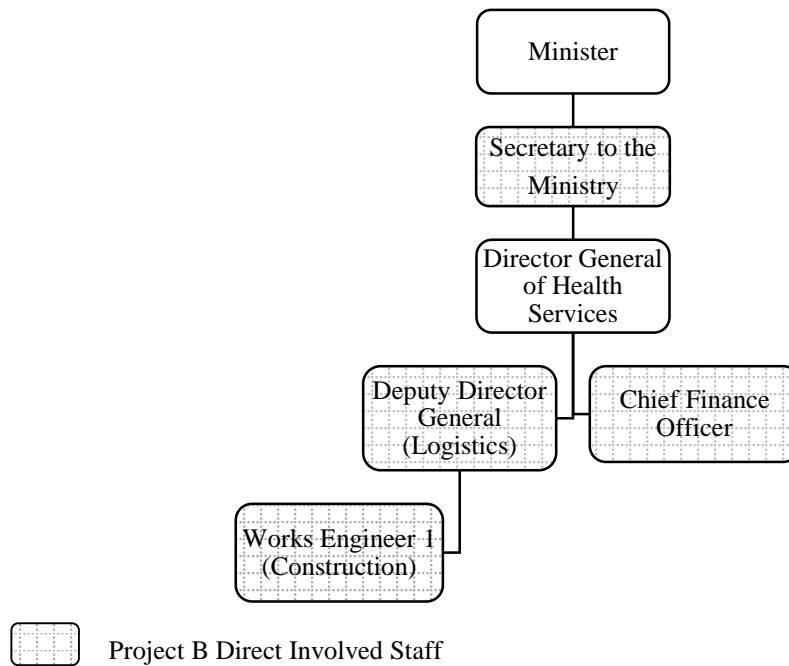 Minister
Secretary to the
Ministry
Director General
of Health
Services
Deputy Director
General
(Logistics)
Chief Finance
Officer
Works Engineer 1
(Construction)
Project B Direct Involved Staff